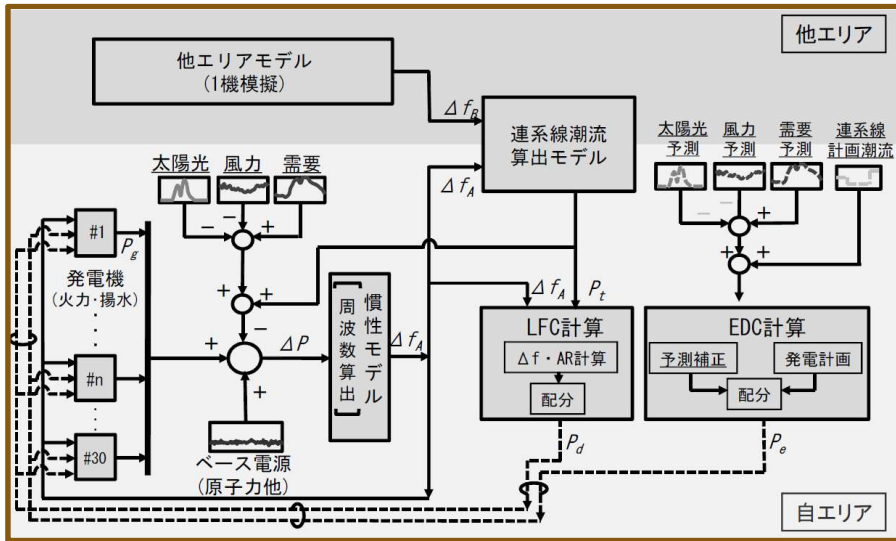 他エリア
他エリアモデル
(1機模擬)
Δf_B
連系線潮流
算出モデル
太陽光
予測
風力
予測
需要
予測
連系線
計画潮流
太陽光
風力
需要
Δf_A
#1
P_g
発電機
(火力・揚水)
#n
#30
ΔP
慣性モデル
[周波数算出]
Δf_A
Δf_A
P_t
LFC計算
Δf・AR計算
配分
EDC計算
予測補正
発電計画
配分
P_d
P_e
ベース電源
(原子力他)
自エリア